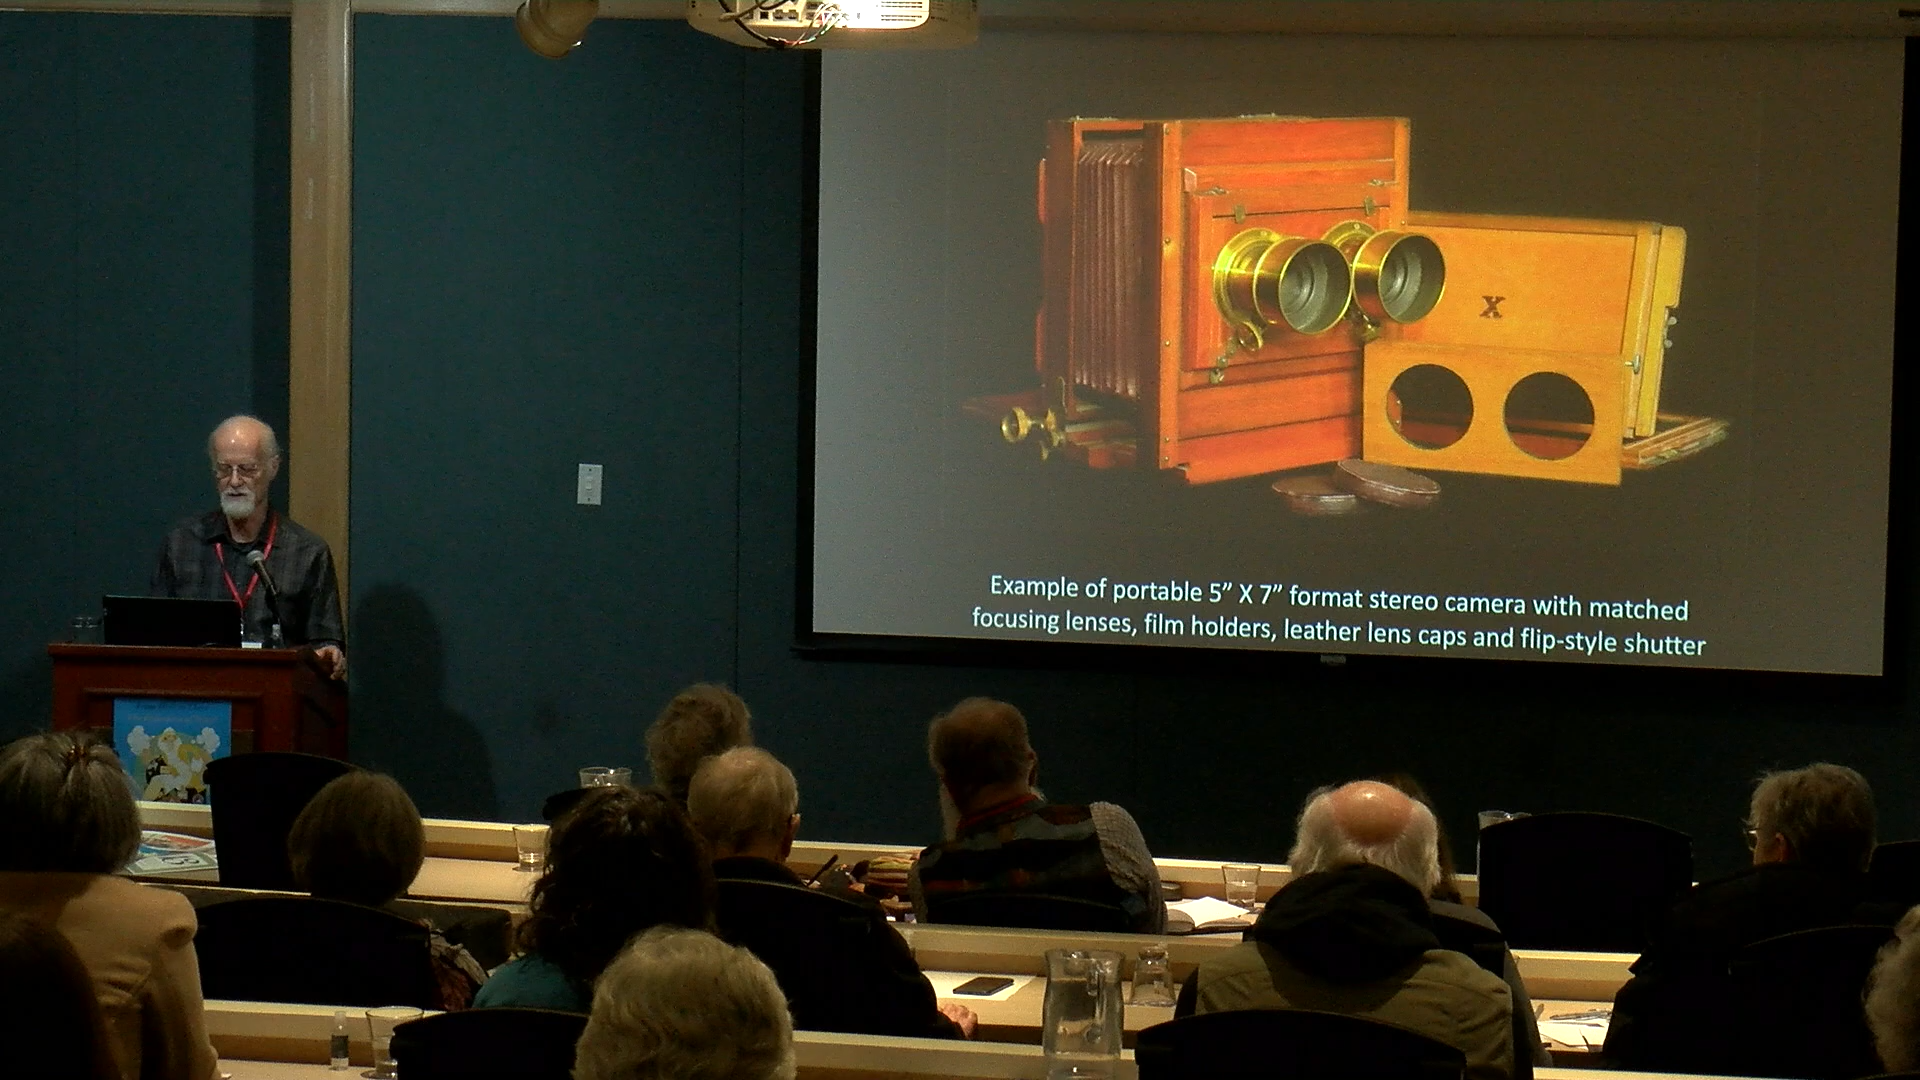 X
Example of portable 5” X 7” format stereo camera with matched
focusing lenses, film holders, leather lens caps and flip-style shutter